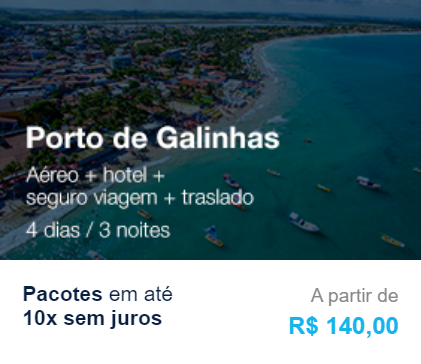 Porto de Galinhas
Aéreo + hotel +
seguro viagem + traslado
4 dias / 3 noites
Pacotes em até
10x sem juros
A partir de
R$ 140,00